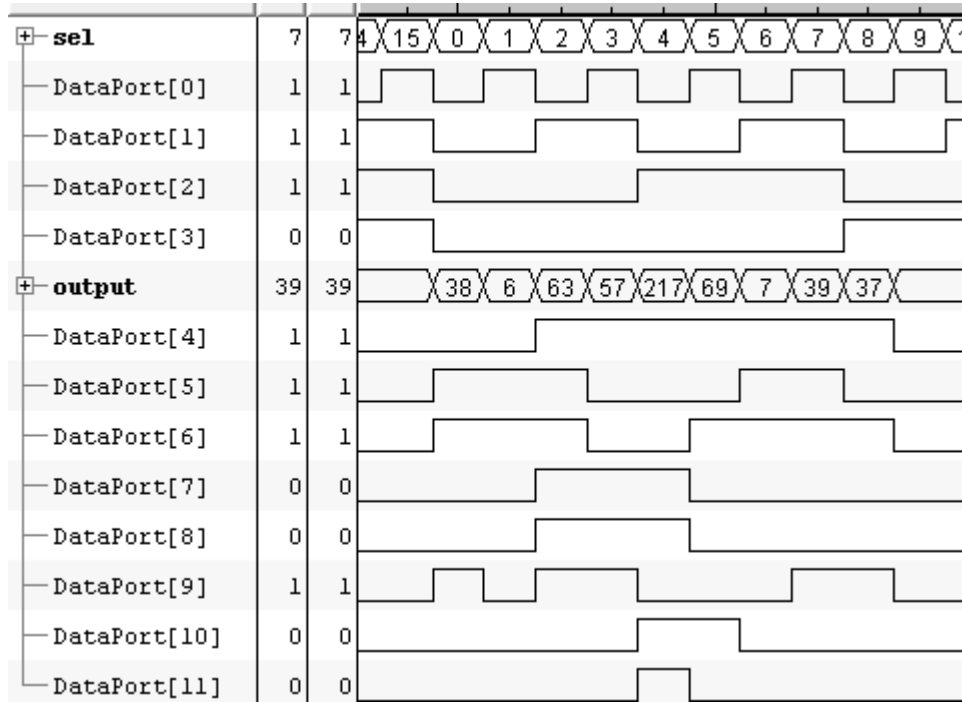 sel 7 7 4 15 0 1 2 3 4 5 6 7 8 9 1
DataPort[0] 1 1
DataPort[1] 1 1
DataPort[2] 1 1
DataPort[3] 0 0
output 39 39 38 6 63 57 217 69 7 39 37
DataPort[4] 1 1
DataPort[5] 1 1
DataPort[6] 1 1
DataPort[7] 0 0
DataPort[8] 0 0
DataPort[9] 1 1
DataPort[10] 0 0
DataPort[11] 0 0